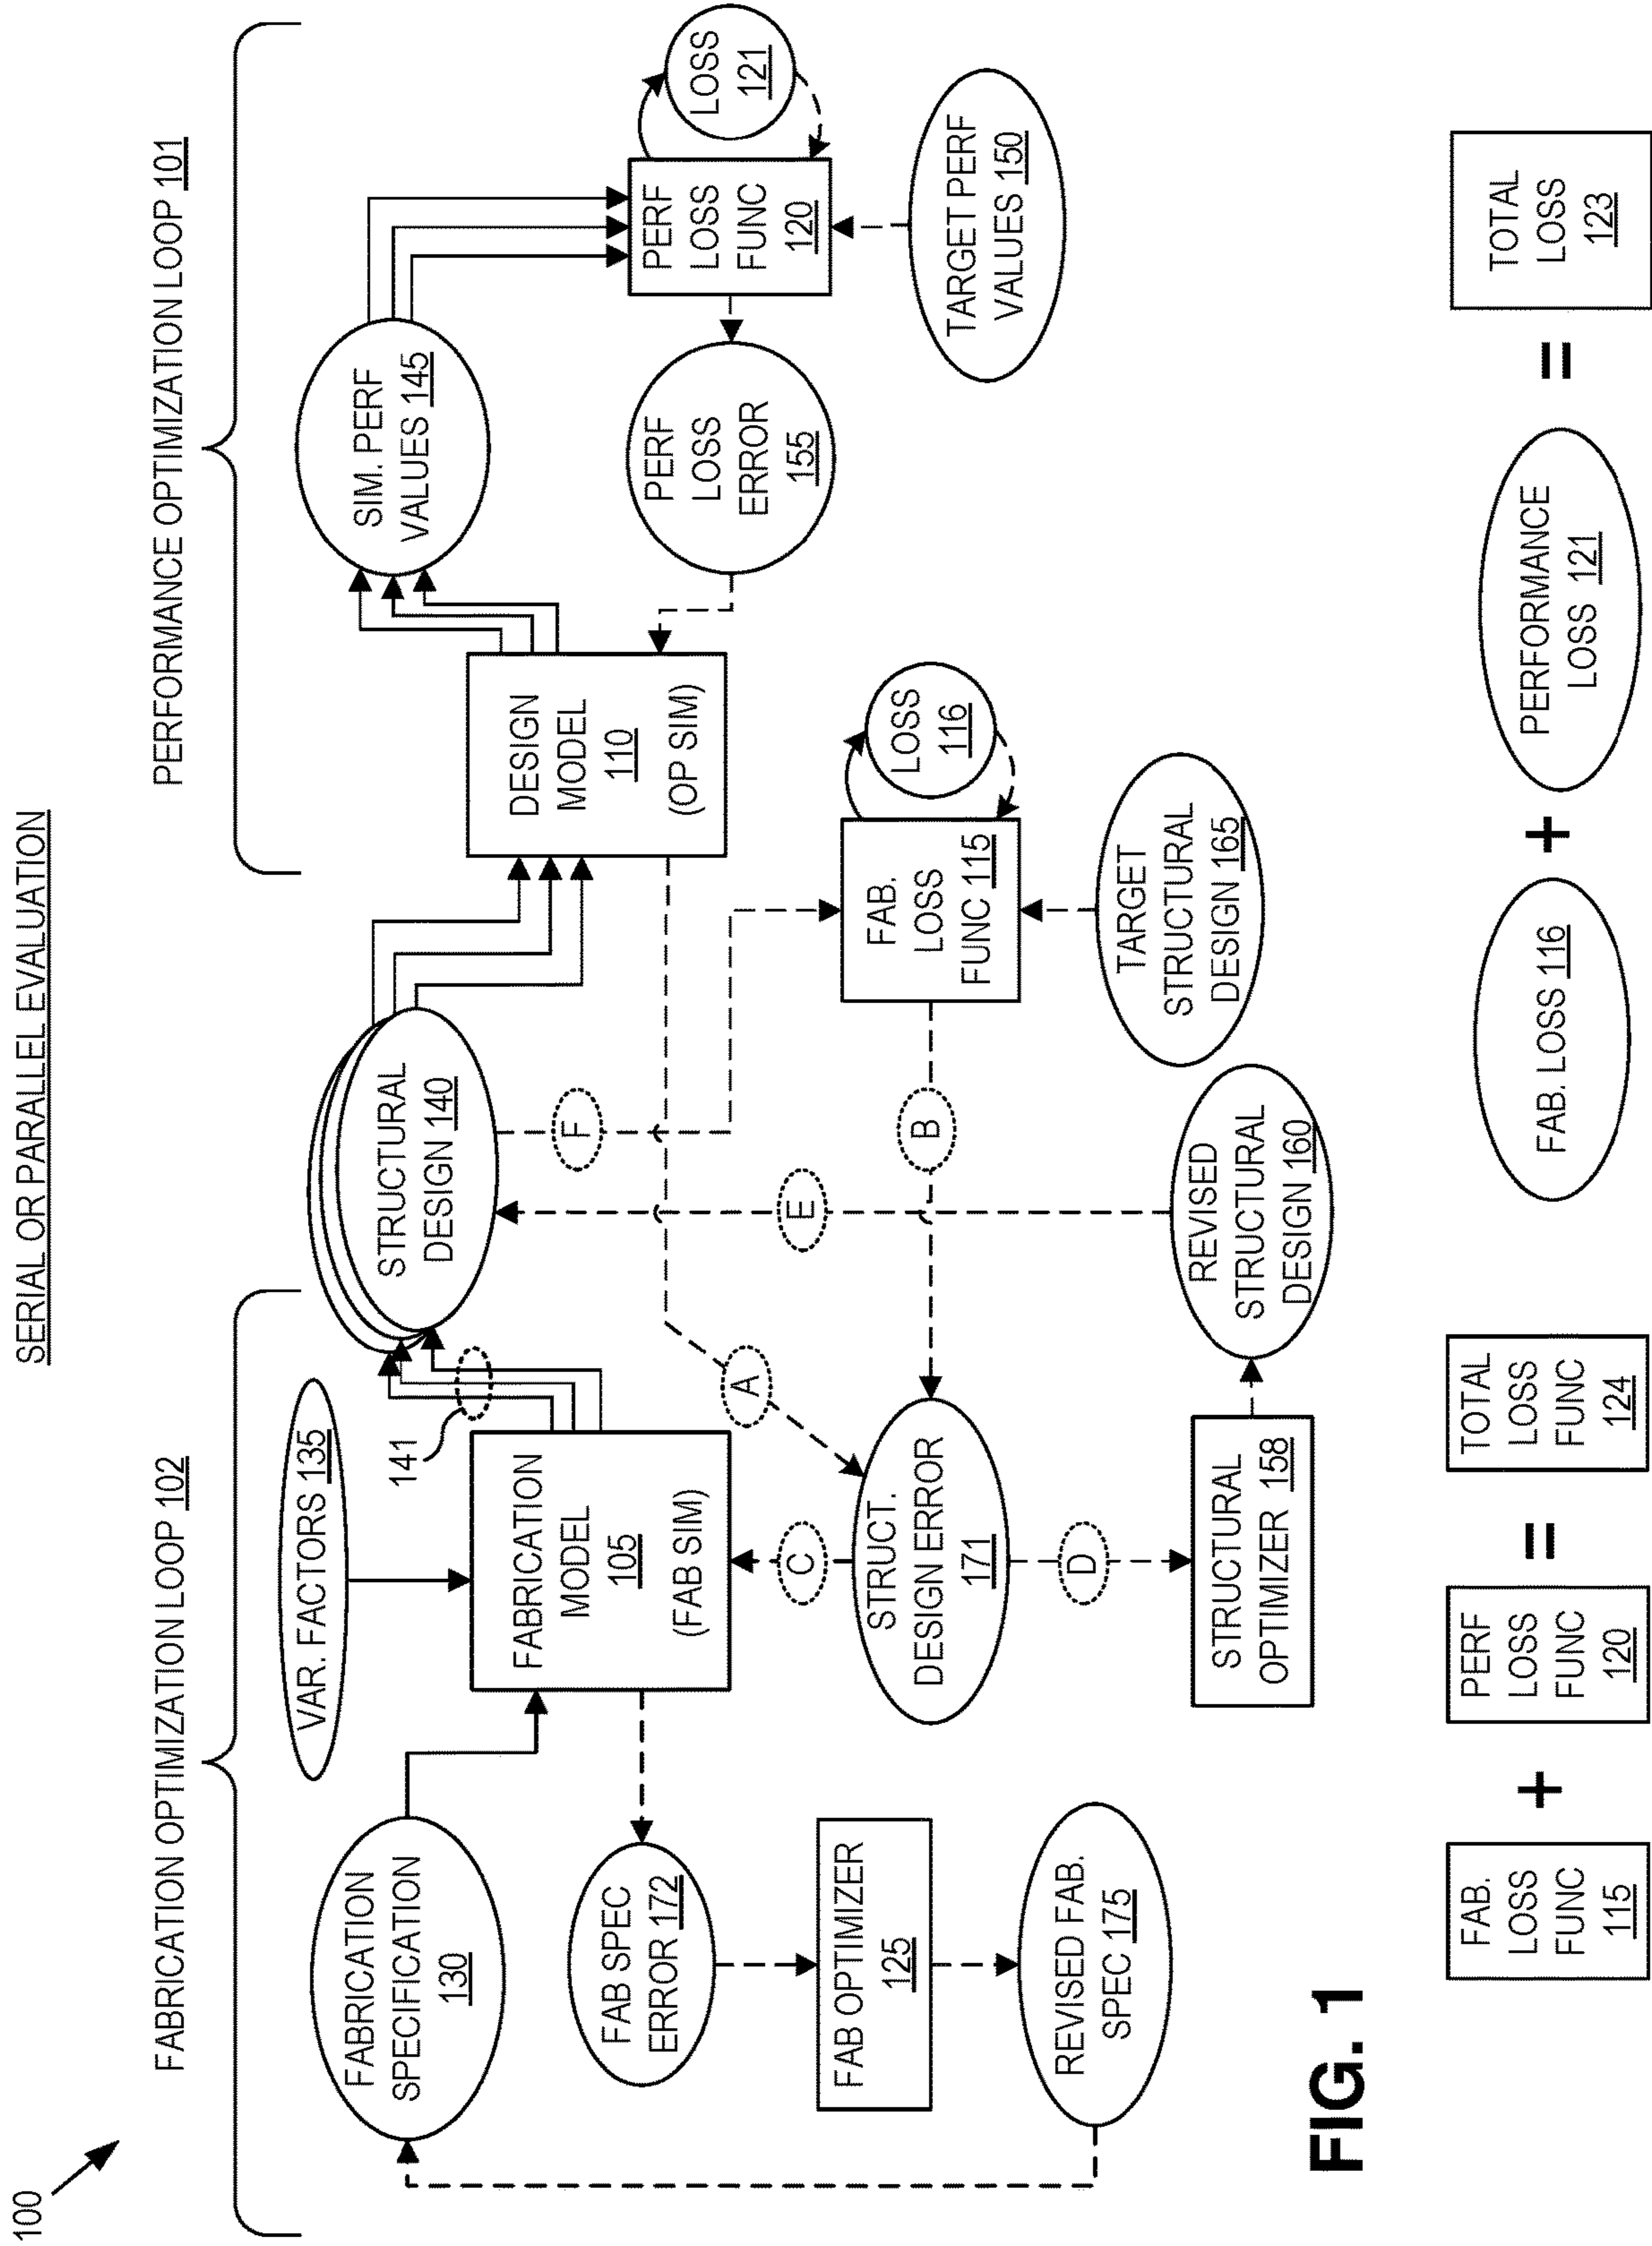 100
SERIAL OR PARALLEL EVALUATION
FABRICATION OPTIMIZATION LOOP 102
PERFORMANCE OPTIMIZATION LOOP 101
FABRICATION
SPECIFICATION
130
VAR. FACTORS 135
141
STRUCTURAL
DESIGN 140
SIM. PERF
VALUES 145
FABRICATION
MODEL
105
(FAB SIM)
DESIGN
MODEL
110
(OP SIM)
PERF
LOSS
FUNC
120
LOSS
121
FAB SPEC
ERROR 172
PERF
LOSS
ERROR
155
F
A
C
E
B
D
FAB OPTIMIZER
125
STRUCT.
DESIGN ERROR
171
FAB.
LOSS
FUNC 115
LOSS
116
TARGET PERF
VALUES 150
REVISED FAB.
SPEC 175
STRUCTURAL
OPTIMIZER 158
REVISED
STRUCTURAL
DESIGN 160
TARGET
STRUCTURAL
DESIGN 165
FIG. 1
FAB.
LOSS
FUNC
115
+
PERF
LOSS
FUNC
120
=
TOTAL
LOSS
FUNC
124
FAB. LOSS 116
+
PERFORMANCE
LOSS 121
=
TOTAL
LOSS
123